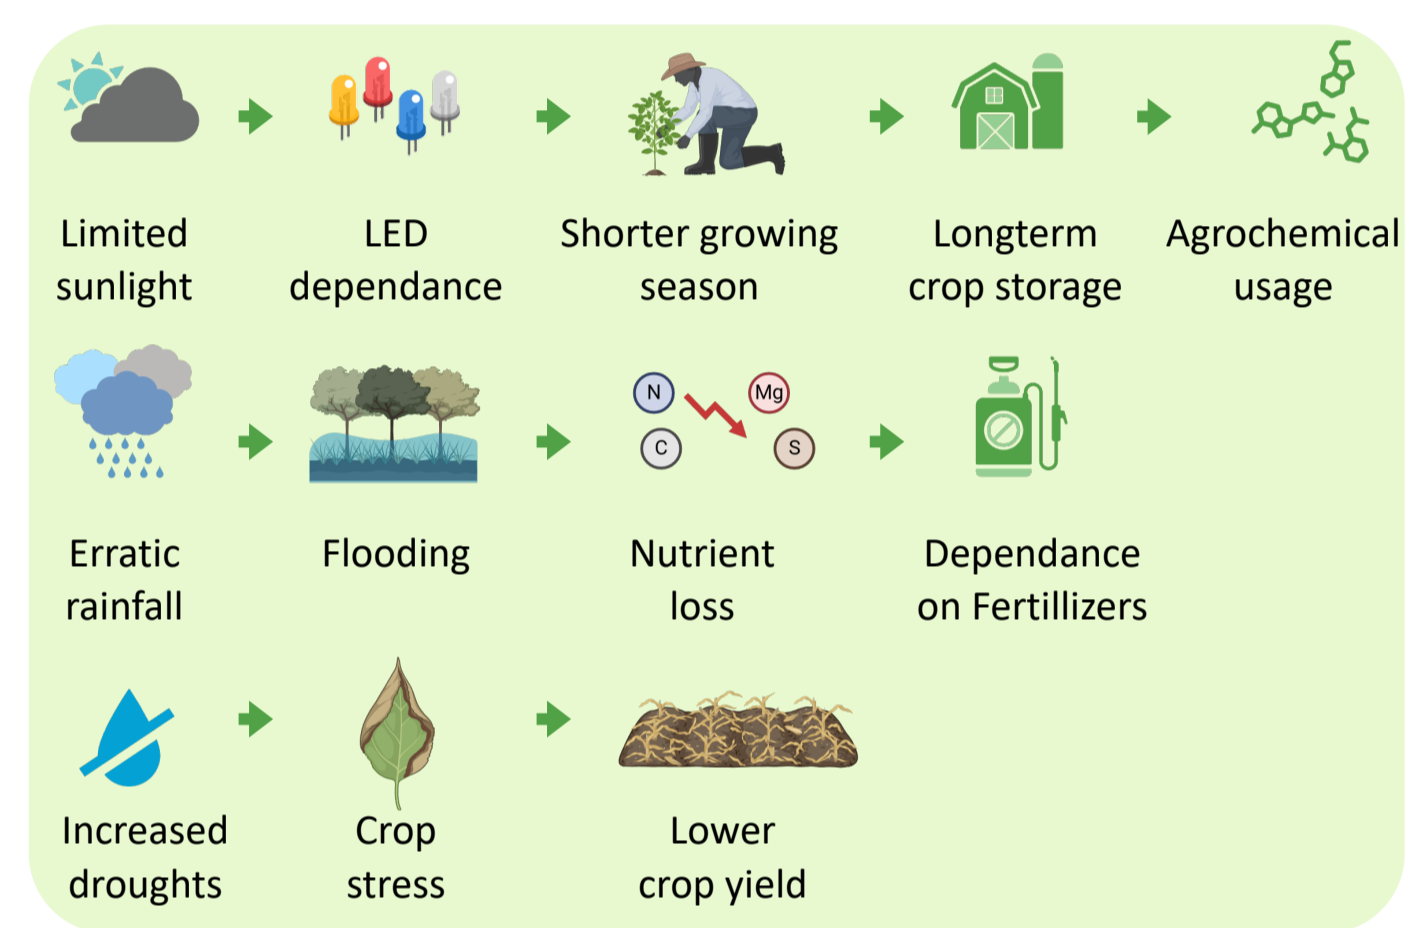 Limited
sunlight
LED
dependance
Shorter growing
season
Longterm
crop storage
Agrochemical
usage
Erratic
rainfall
Flooding
N
Mg
C
S
Nutrient
loss
Dependance
on Fertillizers
Increased
droughts
Crop
stress
Lower
crop yield